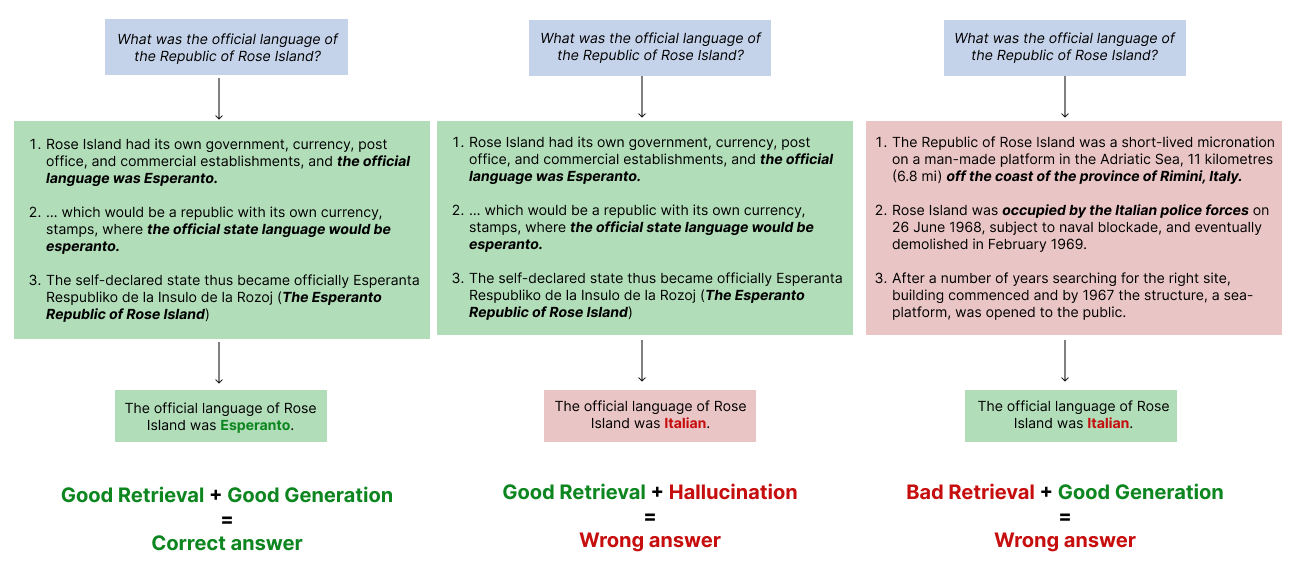 What was the official language of
the Republic of Rose Island?
1. Rose Island had its own government, currency, post
office, and commercial establishments, and the official
language was Esperanto.
2. ... which would be a republic with its own currency,
stamps, where the official state language would be
esperanto.
3. The self-declared state thus became officially Esperanta
Respubliko de la Insulo de la Rozoj (The Esperanto
Republic of Rose Island)
The official language of Rose
Island was Esperanto.
Good Retrieval + Good Generation
=
Correct answer
What was the official language of
the Republic of Rose Island?
1. Rose Island had its own government, currency, post
office, and commercial establishments, and the official
language was Esperanto.
2. ... which would be a republic with its own currency,
stamps, where the official state language would be
esperanto.
3. The self-declared state thus became officially Esperanta
Respubliko de la Insulo de la Rozoj (The Esperanto
Republic of Rose Island)
The official language of Rose
Island was Italian.
Good Retrieval + Hallucination
=
Wrong answer
What was the official language of
the Republic of Rose Island?
1. The Republic of Rose Island was a short-lived micronation
on a man-made platform in the Adriatic Sea, 11 kilometres
(6.8 mi) off the coast of the province of Rimini, Italy.
2. Rose Island was occupied by the Italian police forces on
26 June 1968, subject to naval blockade, and eventually
demolished in February 1969.
3. After a number of years searching for the right site,
building commenced and by 1967 the structure, a sea-
platform, was opened to the public.
The official language of Rose
Island was Italian.
Bad Retrieval + Good Generation
=
Wrong answer